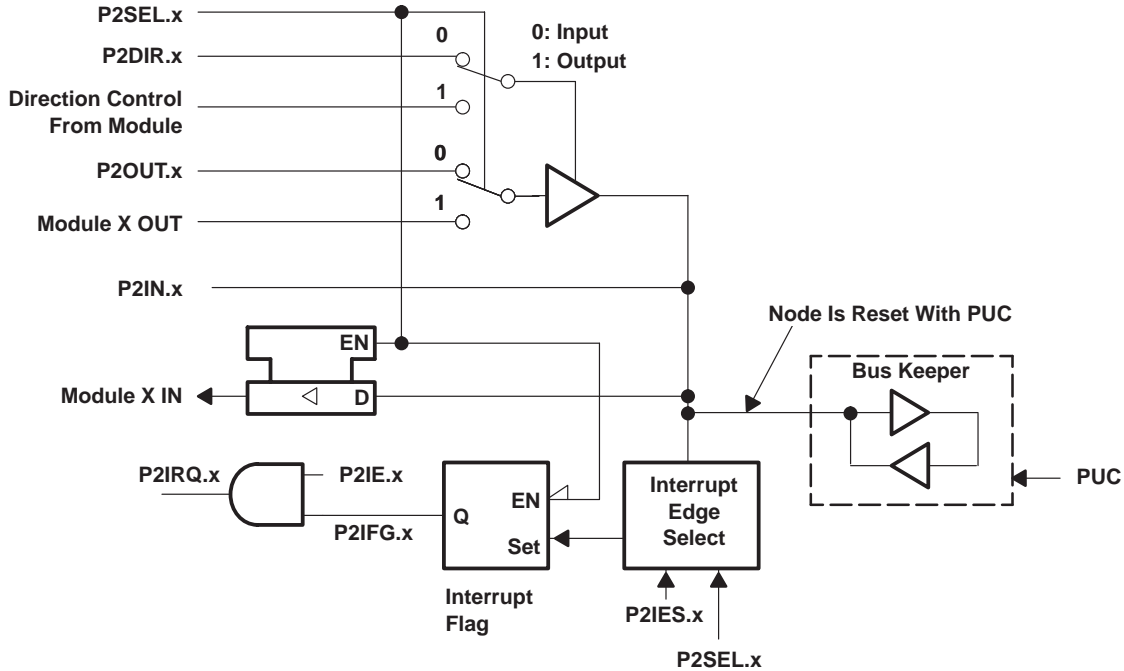 P2SEL.x
P2DIR.x
0
0: Input
1: Output
Direction Control
From Module
1
P2OUT.x
0
Module X OUT
1
P2IN.x
Node Is Reset With PUC
EN
Bus Keeper
Module X IN
D
P2IRQ.x
P2IE.x
P2IFG.x
Q
EN
Set
Interrupt
Edge
Select
PUC
Interrupt
Flag
P2IES.x
P2SEL.x